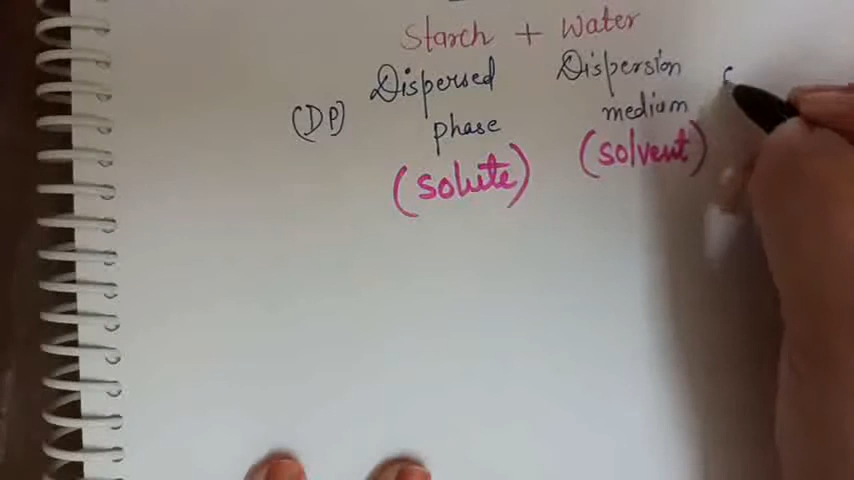 Starch + Water
Dispersed Dispersion
(DP) phase medium
(solute) (solvent)